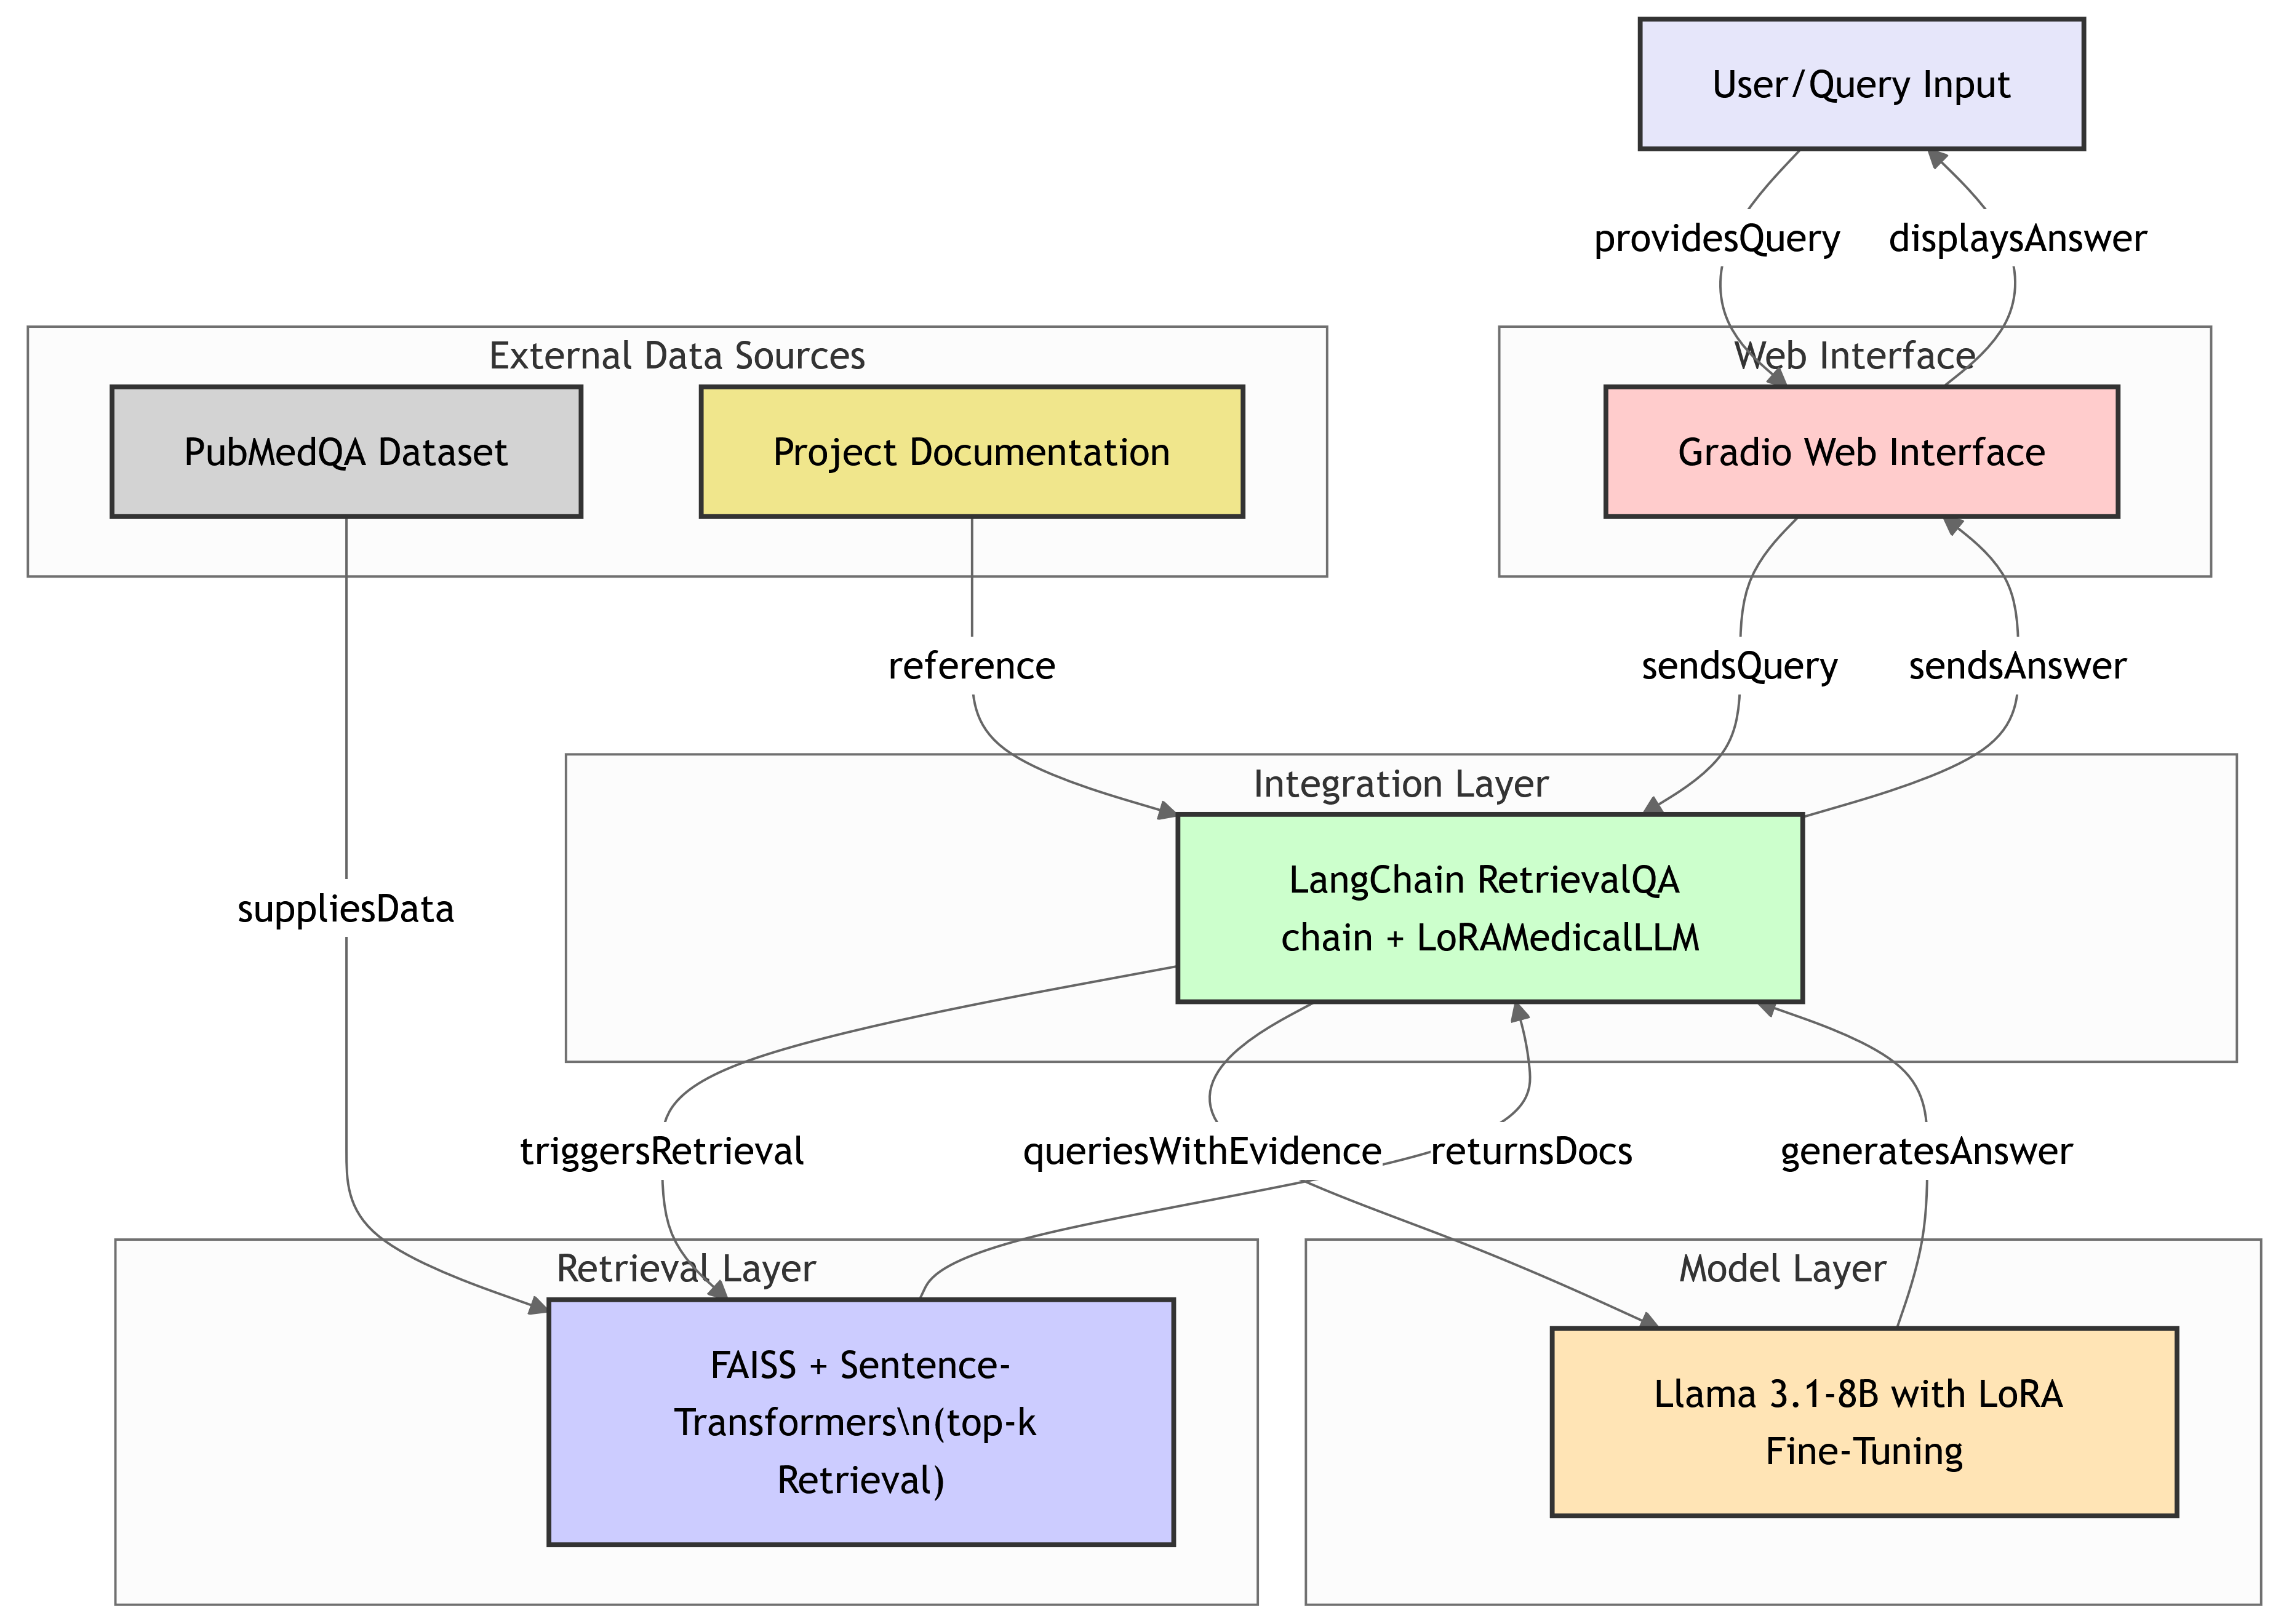 User/Query Input
providesQuery
displaysAnswer
External Data Sources
Web Interface
PubMedQA Dataset
Project Documentation
Gradio Web Interface
reference
sendsQuery
sendsAnswer
Integration Layer
LangChain RetrievalQA
chain + LoRAMedicalLLM
suppliesData
triggersRetrieval
queriesWithEvidence
returnsDocs
generatesAnswer
Retrieval Layer
Model Layer
FAISS + Sentence-
Transformers\n(top-k
Retrieval)
Llama 3.1-8B with LoRA
Fine-Tuning